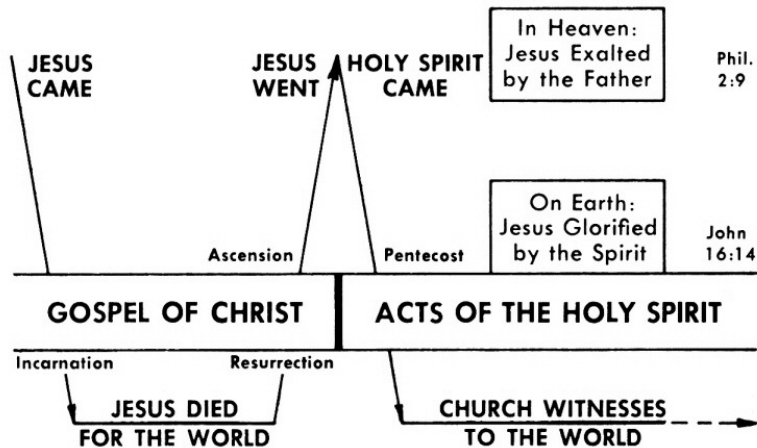 JESUS
CAME
JESUS
WENT
HOLY SPIRIT
CAME
In Heaven:
Jesus Exalted
by the Father
Phil.
2:9
On Earth:
Jesus Glorified
by the Spirit
John
16:14
Ascension
Pentecost
GOSPEL OF CHRIST
ACTS OF THE HOLY SPIRIT
Incarnation
Resurrection
JESUS DIED
FOR THE WORLD
CHURCH WITNESSES
TO THE WORLD